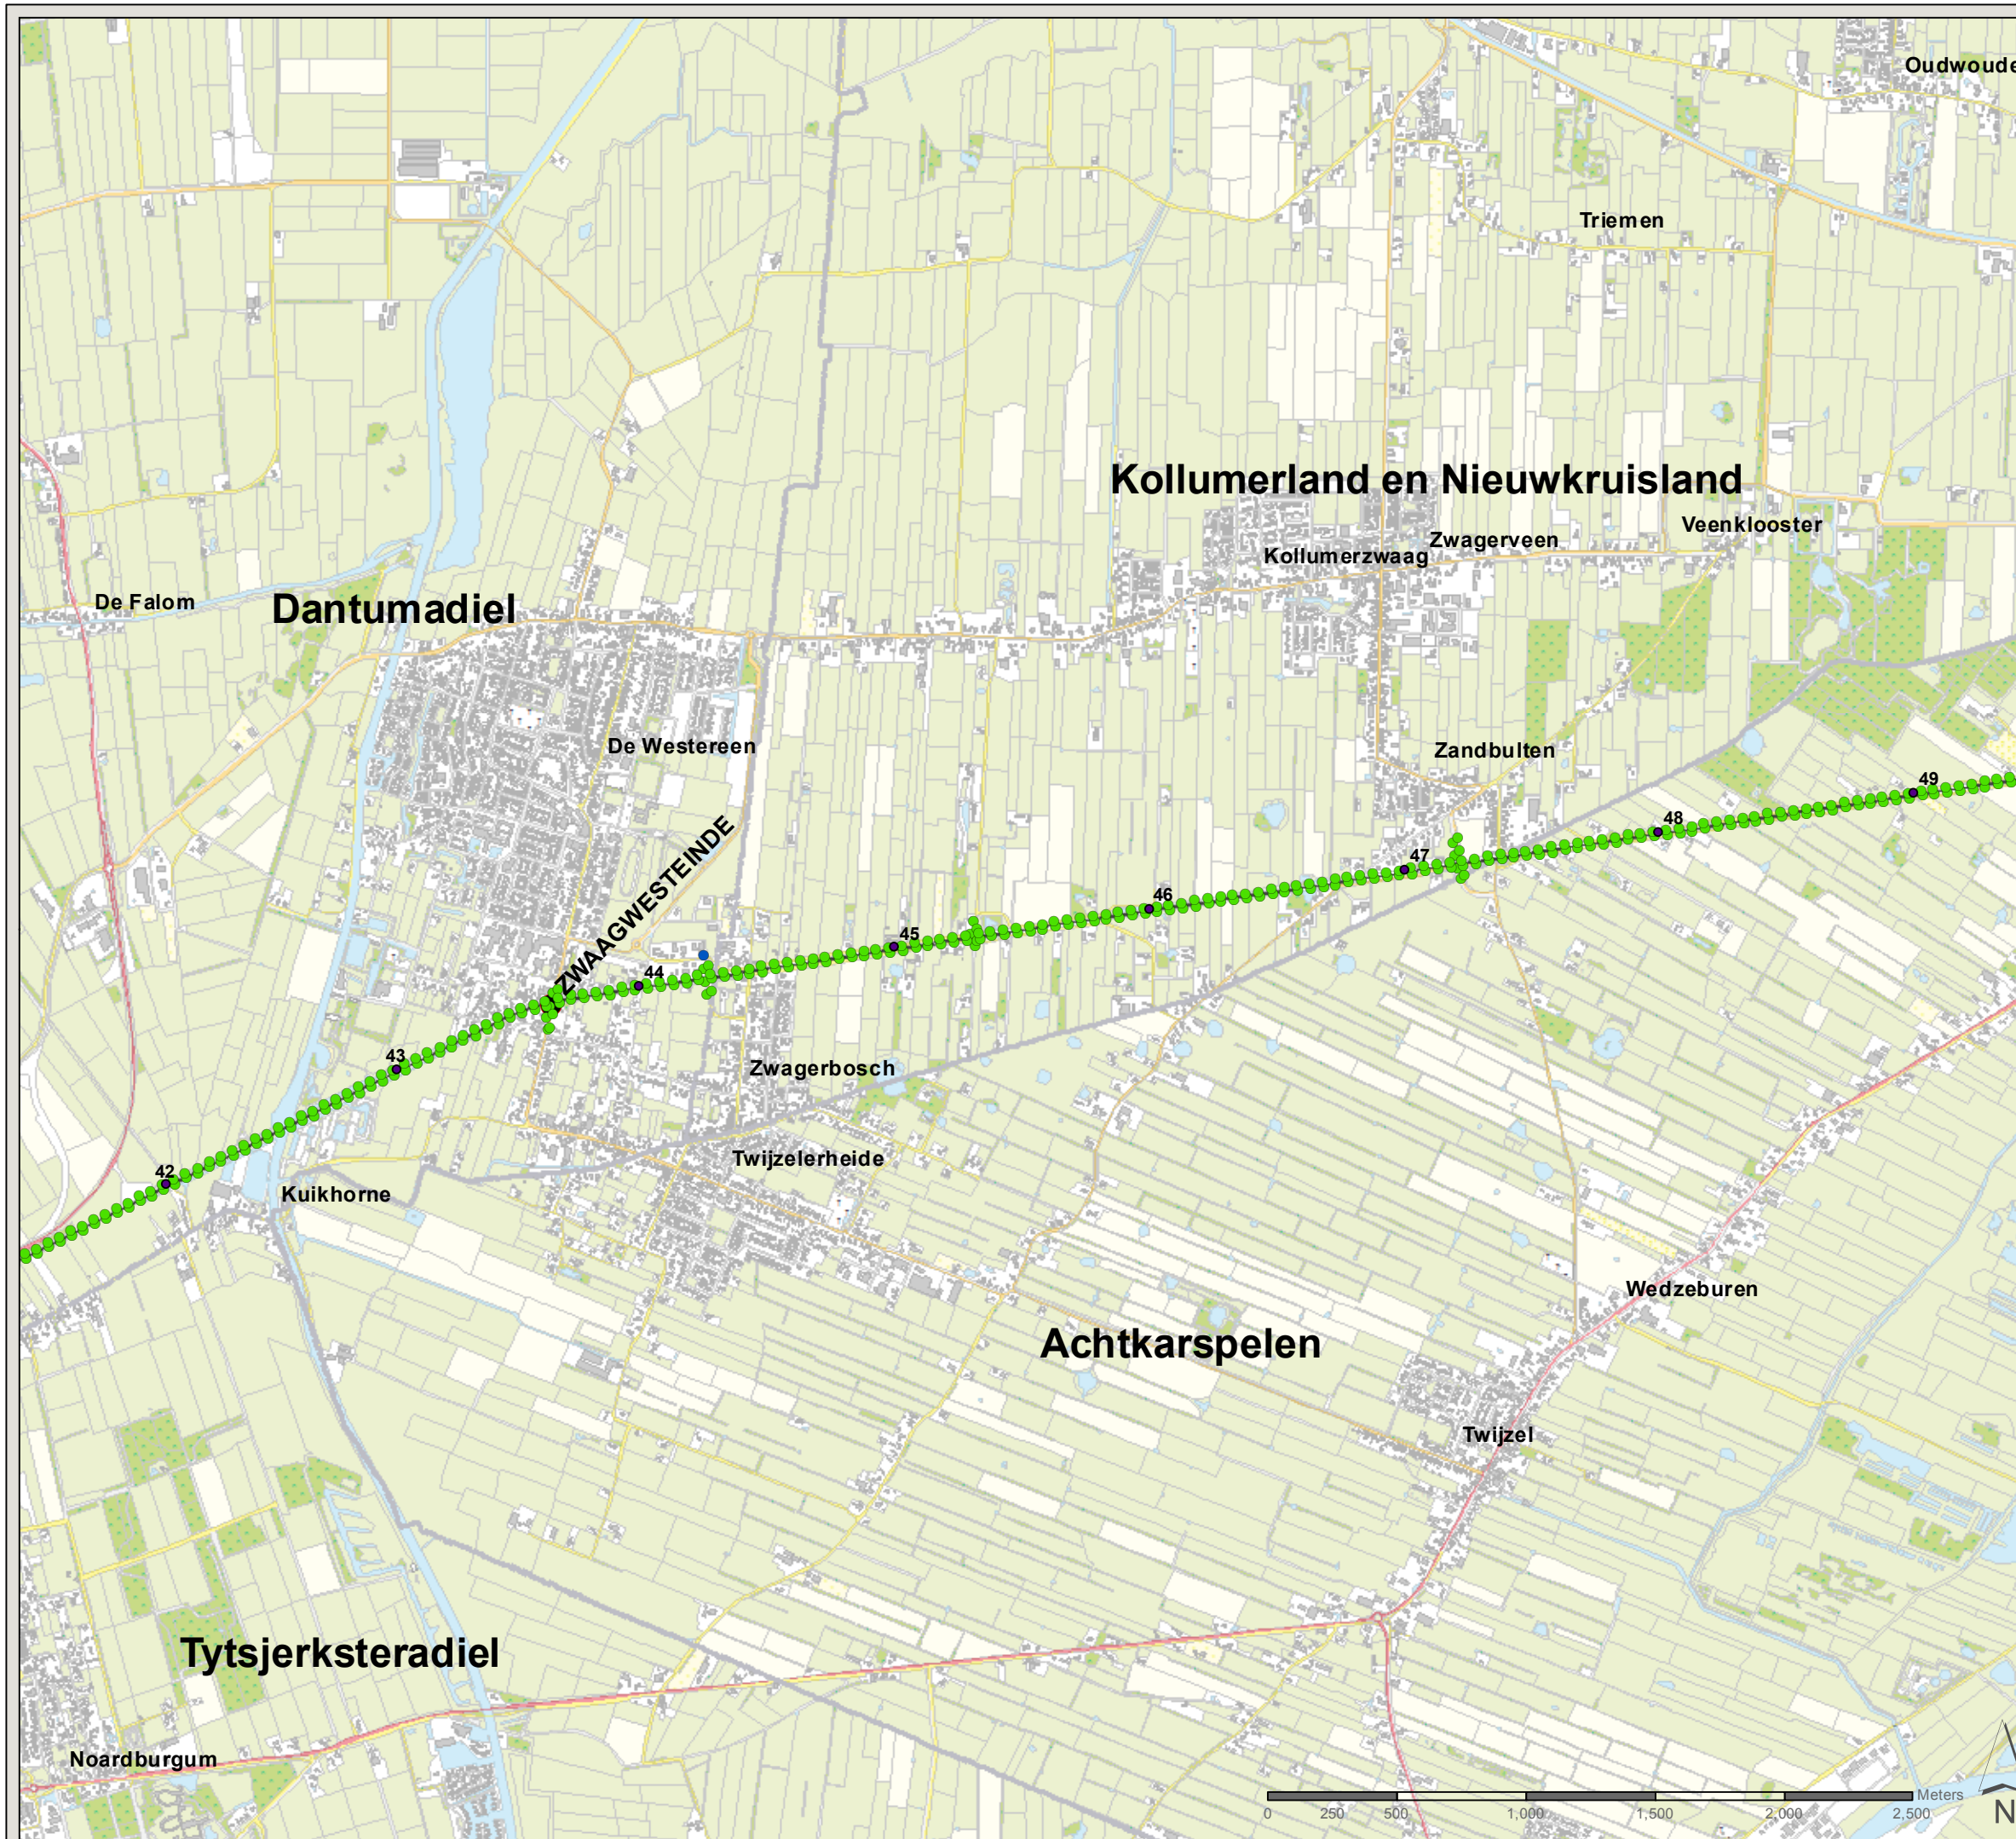 Oudwoude
Triemen
Kollumerland en Nieuwkruisland
Veenklooster
Zwagerveen
Kollumerzwaag
De Falom
Dantumadiel
De Westereen
Zandbulten
49
48
ZWAAGWESTEINDE
47
46
45
44
43
Zwagerbosch
Twijzelerheide
42
Kuikhorne
Wedzeburen
Achtkarspelen
Twijzel
Tytsjerksteradiel
Noardburgum
Meters
0 250 500 1,000 1,500 2,000 2,500
N